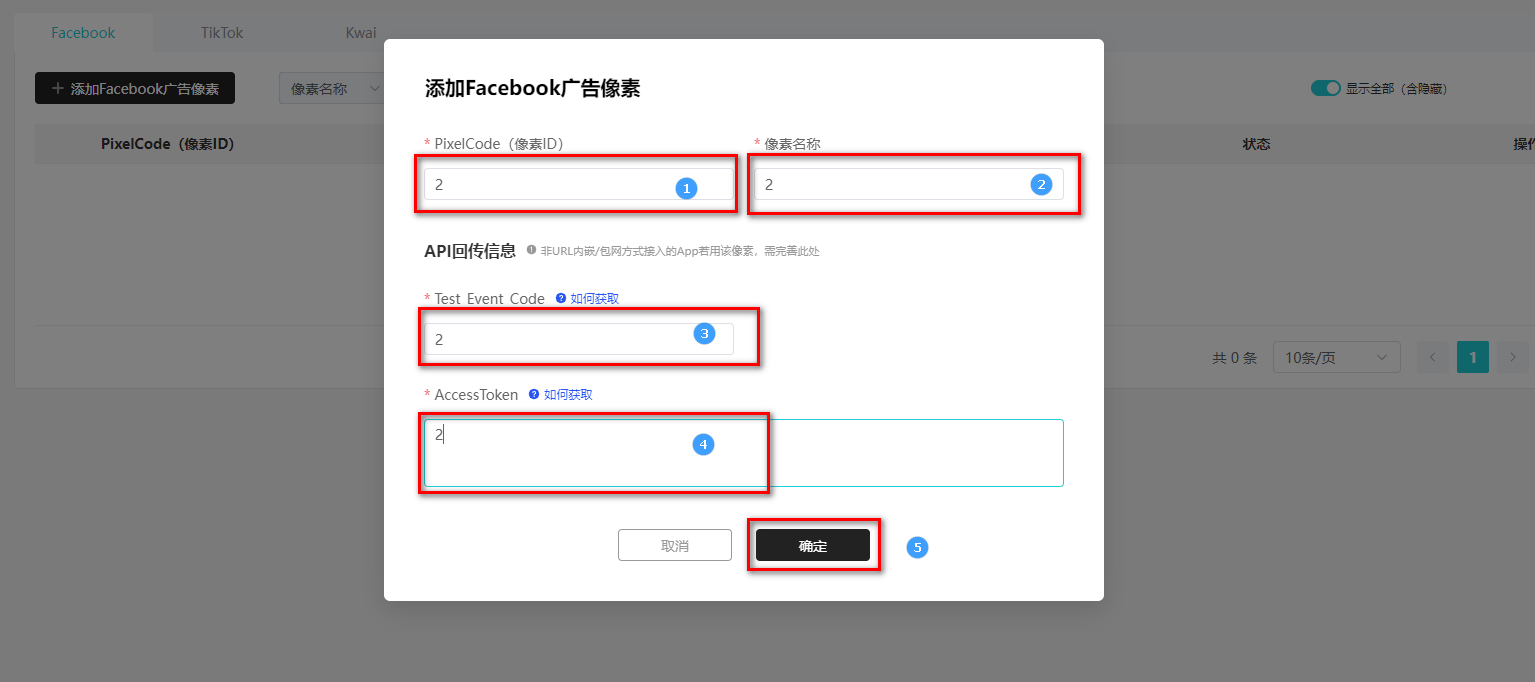 Facebook
TikTok
Kwai
添加Facebook广告像素
像素名称
显示全部（含隐藏）
PixelCode（像素ID）
状态
操作
添加Facebook广告像素
* PixelCode（像素ID）
* 像素名称
2
1
2
2
API回传信息
非URL内嵌/包网方式接入的App若用该像素，需完善此处
* Test Event Code
如何获取
2
3
共 0 条
10条/页
1
* AccessToken
如何获取
2
4
取消
确定
5